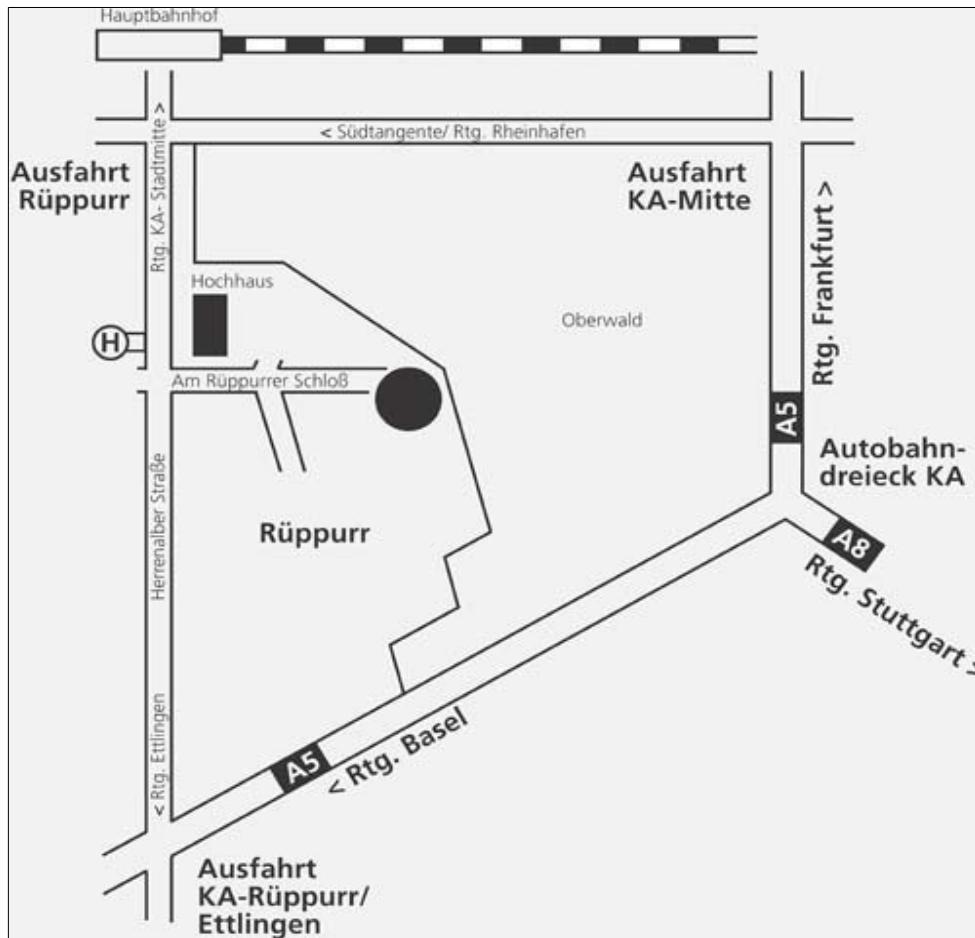 Hauptbahnhof
< Südtangente/ Rtg. Rheinhafen
Ausfahrt
Rüppurr
Rtg. KA- Stadtmitte >
Ausfahrt
KA-Mitte
Rtg. Frankfurt >
Hochhaus
Oberwald
H
Am Rüppurrer Schloß
A5
Autobahn-
dreieck KA
Herrenalber Straße
Rüppurr
A8
Rtg. Stuttgart >
< Rtg. Ettlingen
A5
< Rtg. Basel
Ausfahrt
KA-Rüppurr/
Ettlingen